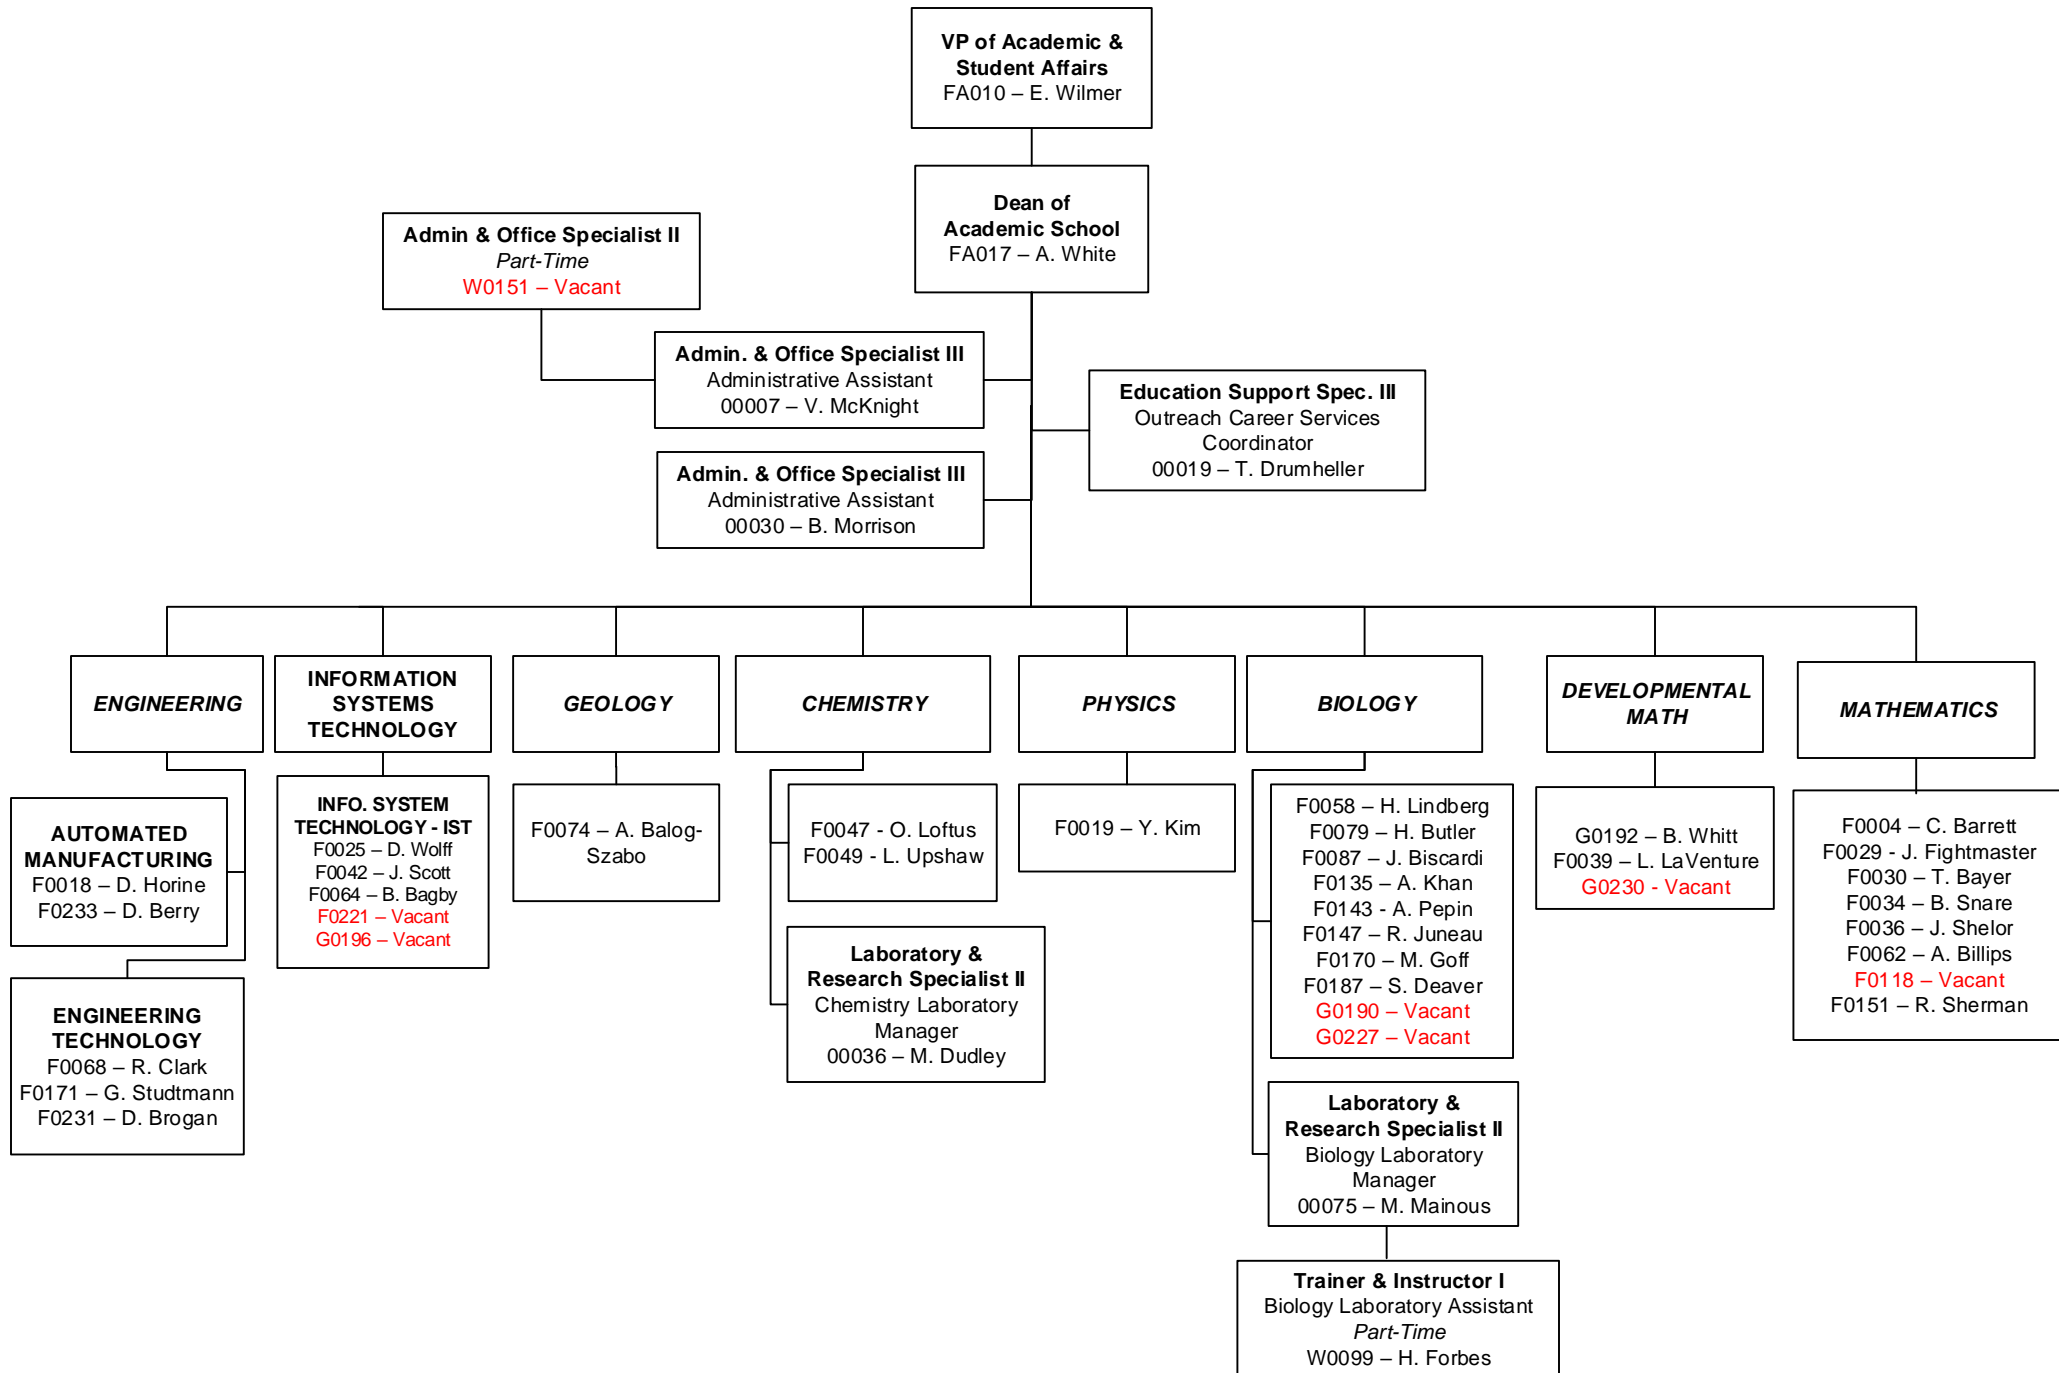 VP of Academic &
Student Affairs
FA010 – E. Wilmer
Dean of
Academic School
FA017 – A. White
Admin & Office Specialist II
Part-Time
W0151 – Vacant
Admin. & Office Specialist III
Administrative Assistant
00007 – V. McKnight
Education Support Spec. III
Outreach Career Services
Coordinator
00019 – T. Drumheller
Admin. & Office Specialist III
Administrative Assistant
00030 – B. Morrison
ENGINEERING
INFORMATION
SYSTEMS
TECHNOLOGY
GEOLOGY
CHEMISTRY
PHYSICS
BIOLOGY
DEVELOPMENTAL
MATH
MATHEMATICS
AUTOMATED
MANUFACTURING
F0018 – D. Horine
F0233 – D. Berry
ENGINEERING
TECHNOLOGY
F0068 – R. Clark
F0171 – G. Studtmann
F0231 – D. Brogan
INFO. SYSTEM
TECHNOLOGY - IST
F0025 – D. Wolff
F0042 – J. Scott
F0064 – B. Bagby
F0221 – Vacant
G0196 – Vacant
F0074 – A. Balog-
Szabo
F0047 - O. Loftus
F0049 - L. Upshaw
Laboratory &
Research Specialist II
Chemistry Laboratory
Manager
00036 – M. Dudley
F0019 – Y. Kim
F0058 – H. Lindberg
F0079 – H. Butler
F0087 – J. Biscardi
F0135 – A. Khan
F0143 - A. Pepin
F0147 – R. Juneau
F0170 – M. Goff
F0187 – S. Deaver
G0190 – Vacant
G0227 – Vacant
Laboratory &
Research Specialist II
Biology Laboratory
Manager
00075 – M. Mainous
Trainer & Instructor I
Biology Laboratory Assistant
Part-Time
W0099 – H. Forbes
G0192 – B. Whitt
F0039 – L. LaVenture
G0230 - Vacant
F0004 – C. Barrett
F0029 - J. Fightmaster
F0030 – T. Bayer
F0034 – B. Snare
F0036 – J. Shelor
F0062 – A. Billips
F0118 – Vacant
F0151 – R. Sherman